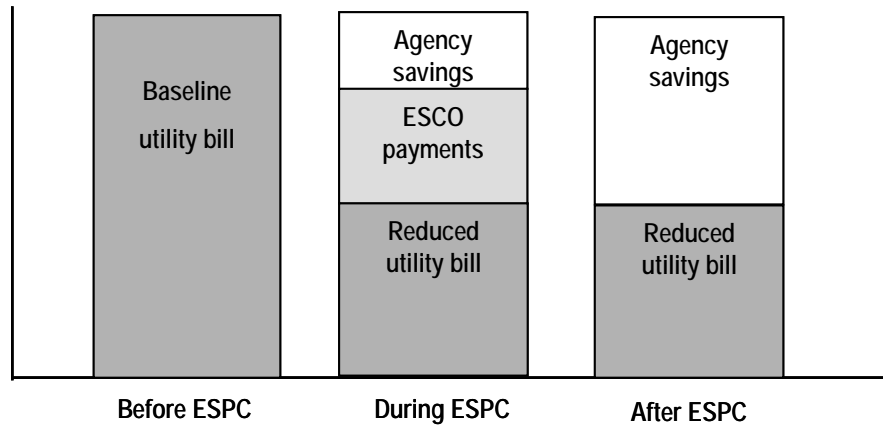 Baseline
utility bill
Agency
savings
ESCO
payments
Reduced
utility bill
Agency
savings
Reduced
utility bill
Before ESPC
During ESPC
After ESPC